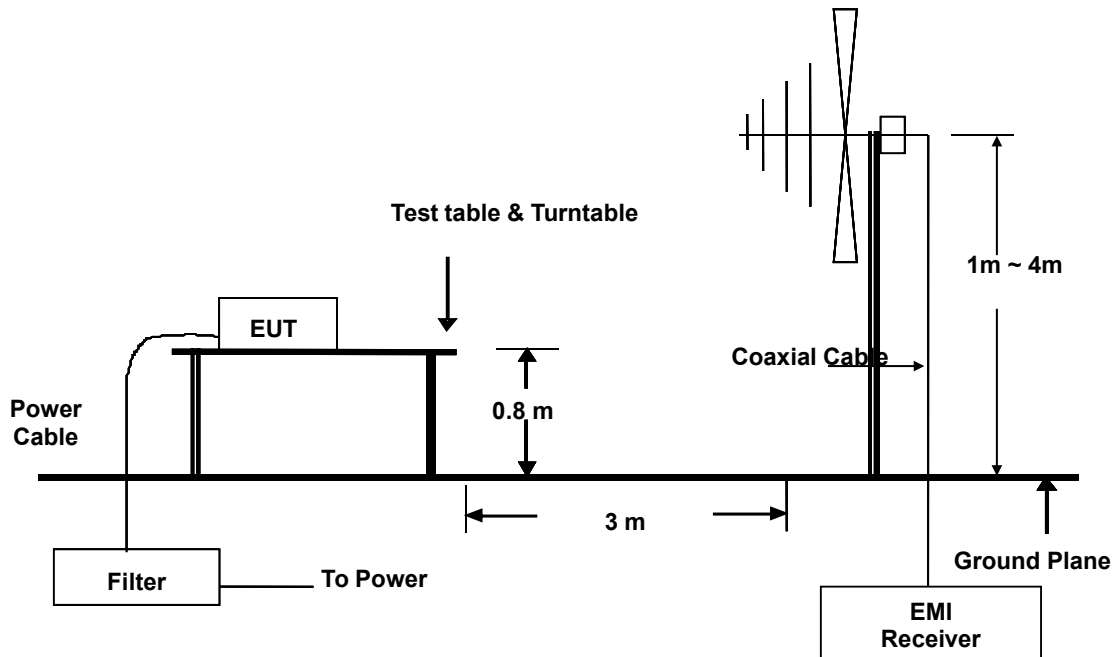 Test table & Turntable
1m ~ 4m
EUT
Coaxial Cable
0.8 m
Power
Cable
3 m
Ground Plane
Filter
To Power
EMI
Receiver